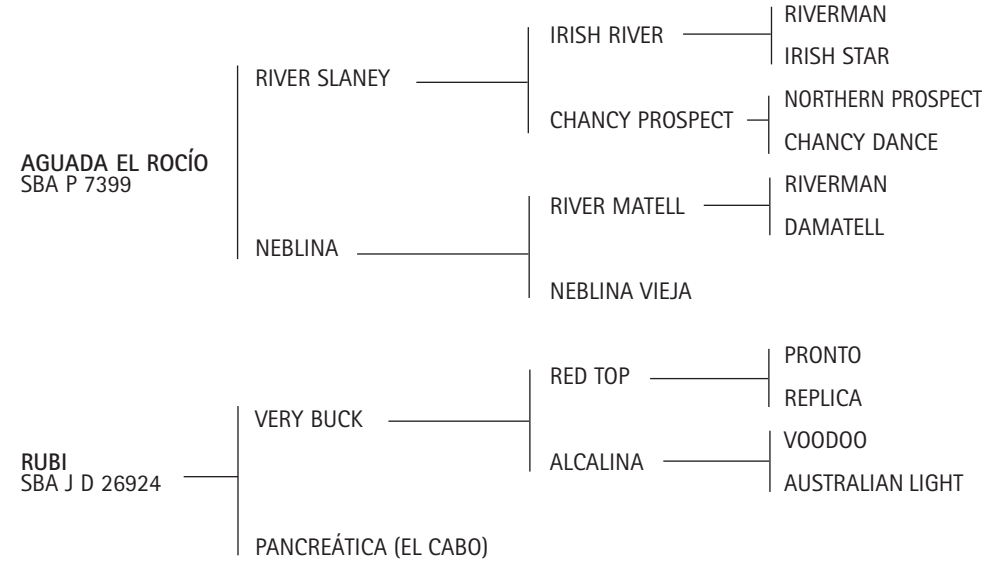 RIVERMAN
IRISH RIVER
IRISH STAR
RIVER SLANEY
NORTHERN PROSPECT
CHANCY PROSPECT
CHANCY DANCE
AGUADA EL ROCÍO
SBA P 7399
RIVERMAN
RIVER MATELL
DAMATELL
NEBLINA
NEBLINA VIEJA
PRONTO
RED TOP
REPLICA
VERY BUCK
VOODOO
ALCALINA
AUSTRALIAN LIGHT
RUBI
SBA J D 26924
PANCREÁTICA (EL CABO)